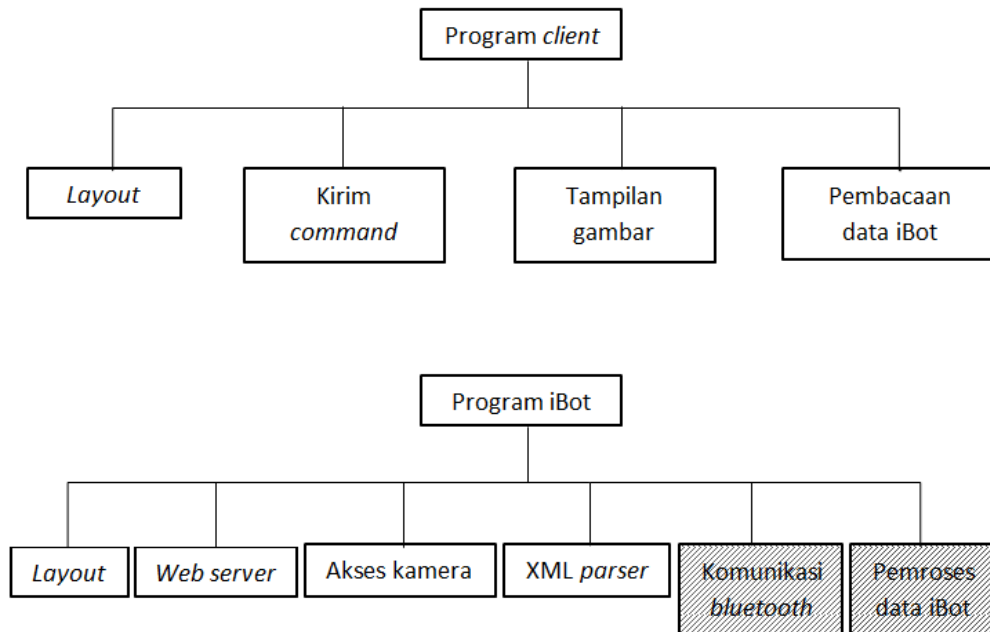 Program client
Layout
Kirim
command
Tampilan
gambar
Pembacaan
data iBot
Program iBot
Layout
Web server
Akses kamera
XML parser
Komunikasi
bluetooth
Pemroses
data iBot